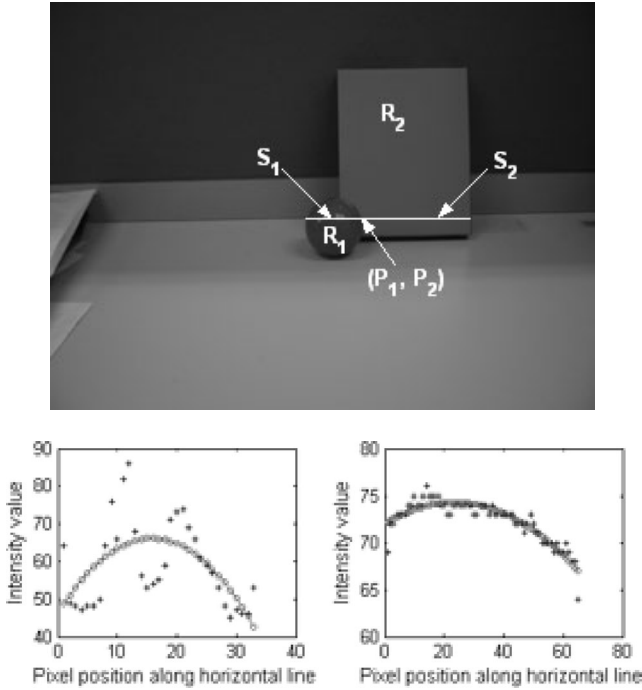 R2
S1
S2
R1
(P1, P2)
90
80
70
60
50
40
0
10
20
30
40
Intensity value
Pixel position along horizontal line
80
75
70
65
60
0
20
40
60
80
Intensity value
Pixel position along horizontal line